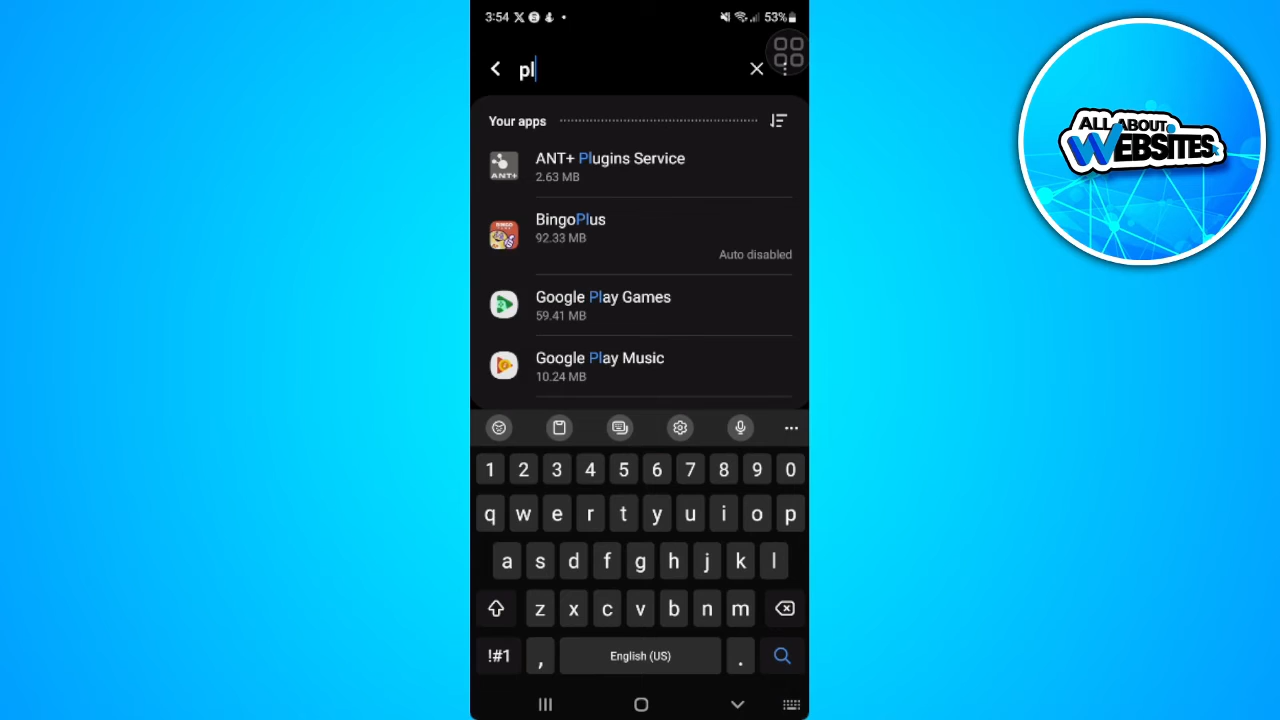 3:54 53%
pl
Your apps
ANT+ Plugins Service
2.63 MB
ANT+
BingoPlus
92.33 MB
Auto disabled
Google Play Games
59.41 MB
Google Play Music
10.24 MB
1 2 3 4 5 6 7 8 9 0
q w e r t y u i o p
a s d f g h j k l
z x c v b n m
!#1 , English (US) .
ALL ABOUT
WEBSITES